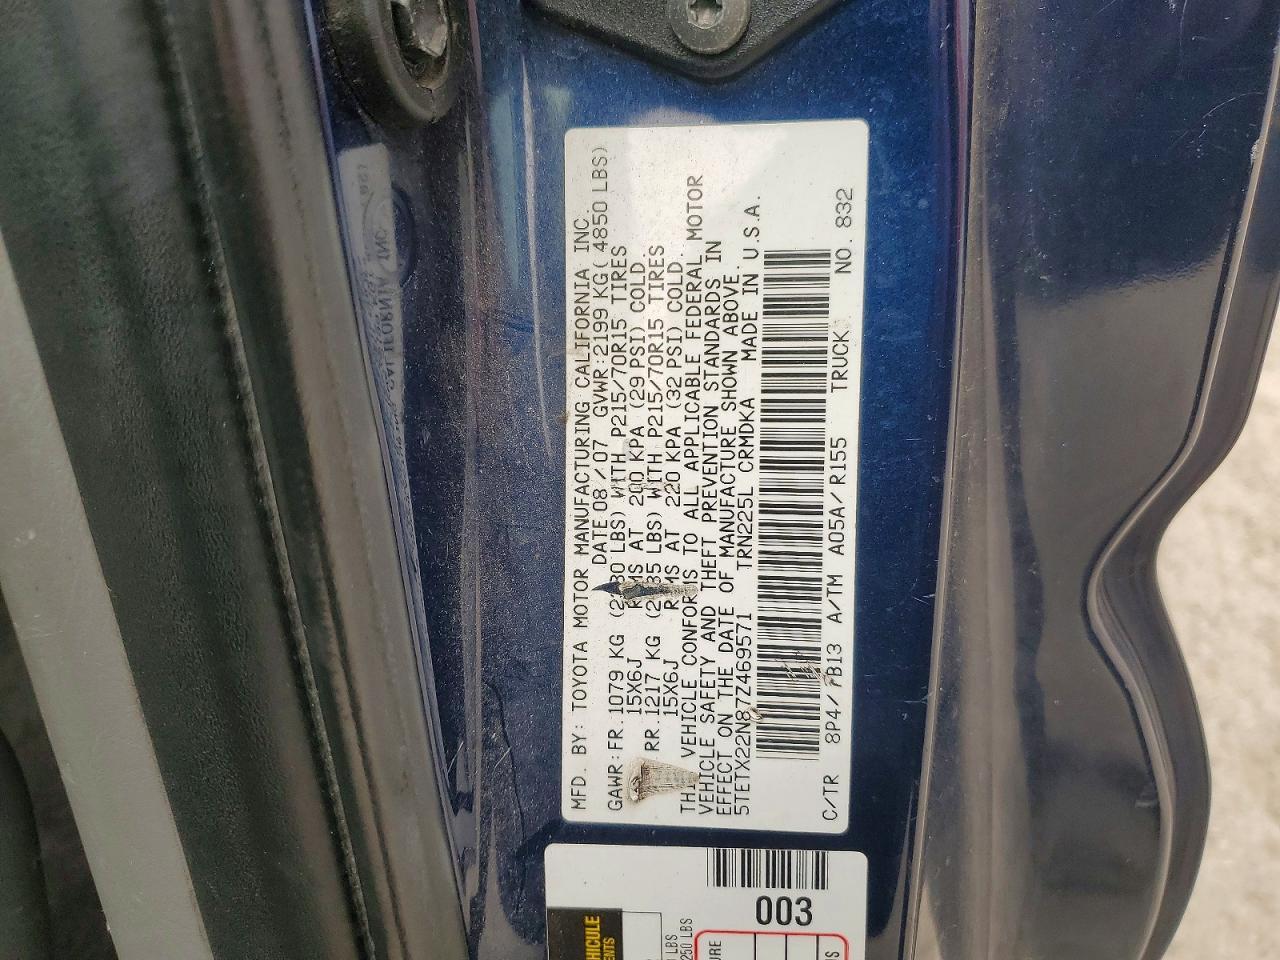 MFD. BY: TOYOTA MOTOR MANUFACTURING CALIFORNIA INC.
DATE 08/07 GVWR:2199 KG( 4850 LBS)
GAWR:FR.1079 KG LBS) WITH P215/70R15 TIRES
15X6J AT 200 KPA (29 PSI) COLD.
RR.1217 KG LBS) WITH P215/70R15 TIRES
15X6J AT 220 KPA (32 PSI) COLD
VEHICLE CONFORMS TO ALL APPLICABLE FEDERAL MOTOR
VEHICLE SAFETY AND THEFT PREVENTION STANDARDS IN
EFFECT ON THE DATE OF MANUFACTURE SHOWN ABOVE.
5TETX22N87Z469571 TRN225L CRMDKA MADE IN U.S.A.
C/TR 8P4/FB13 A/TM A05A/R155 TRUCK NO. 832
003